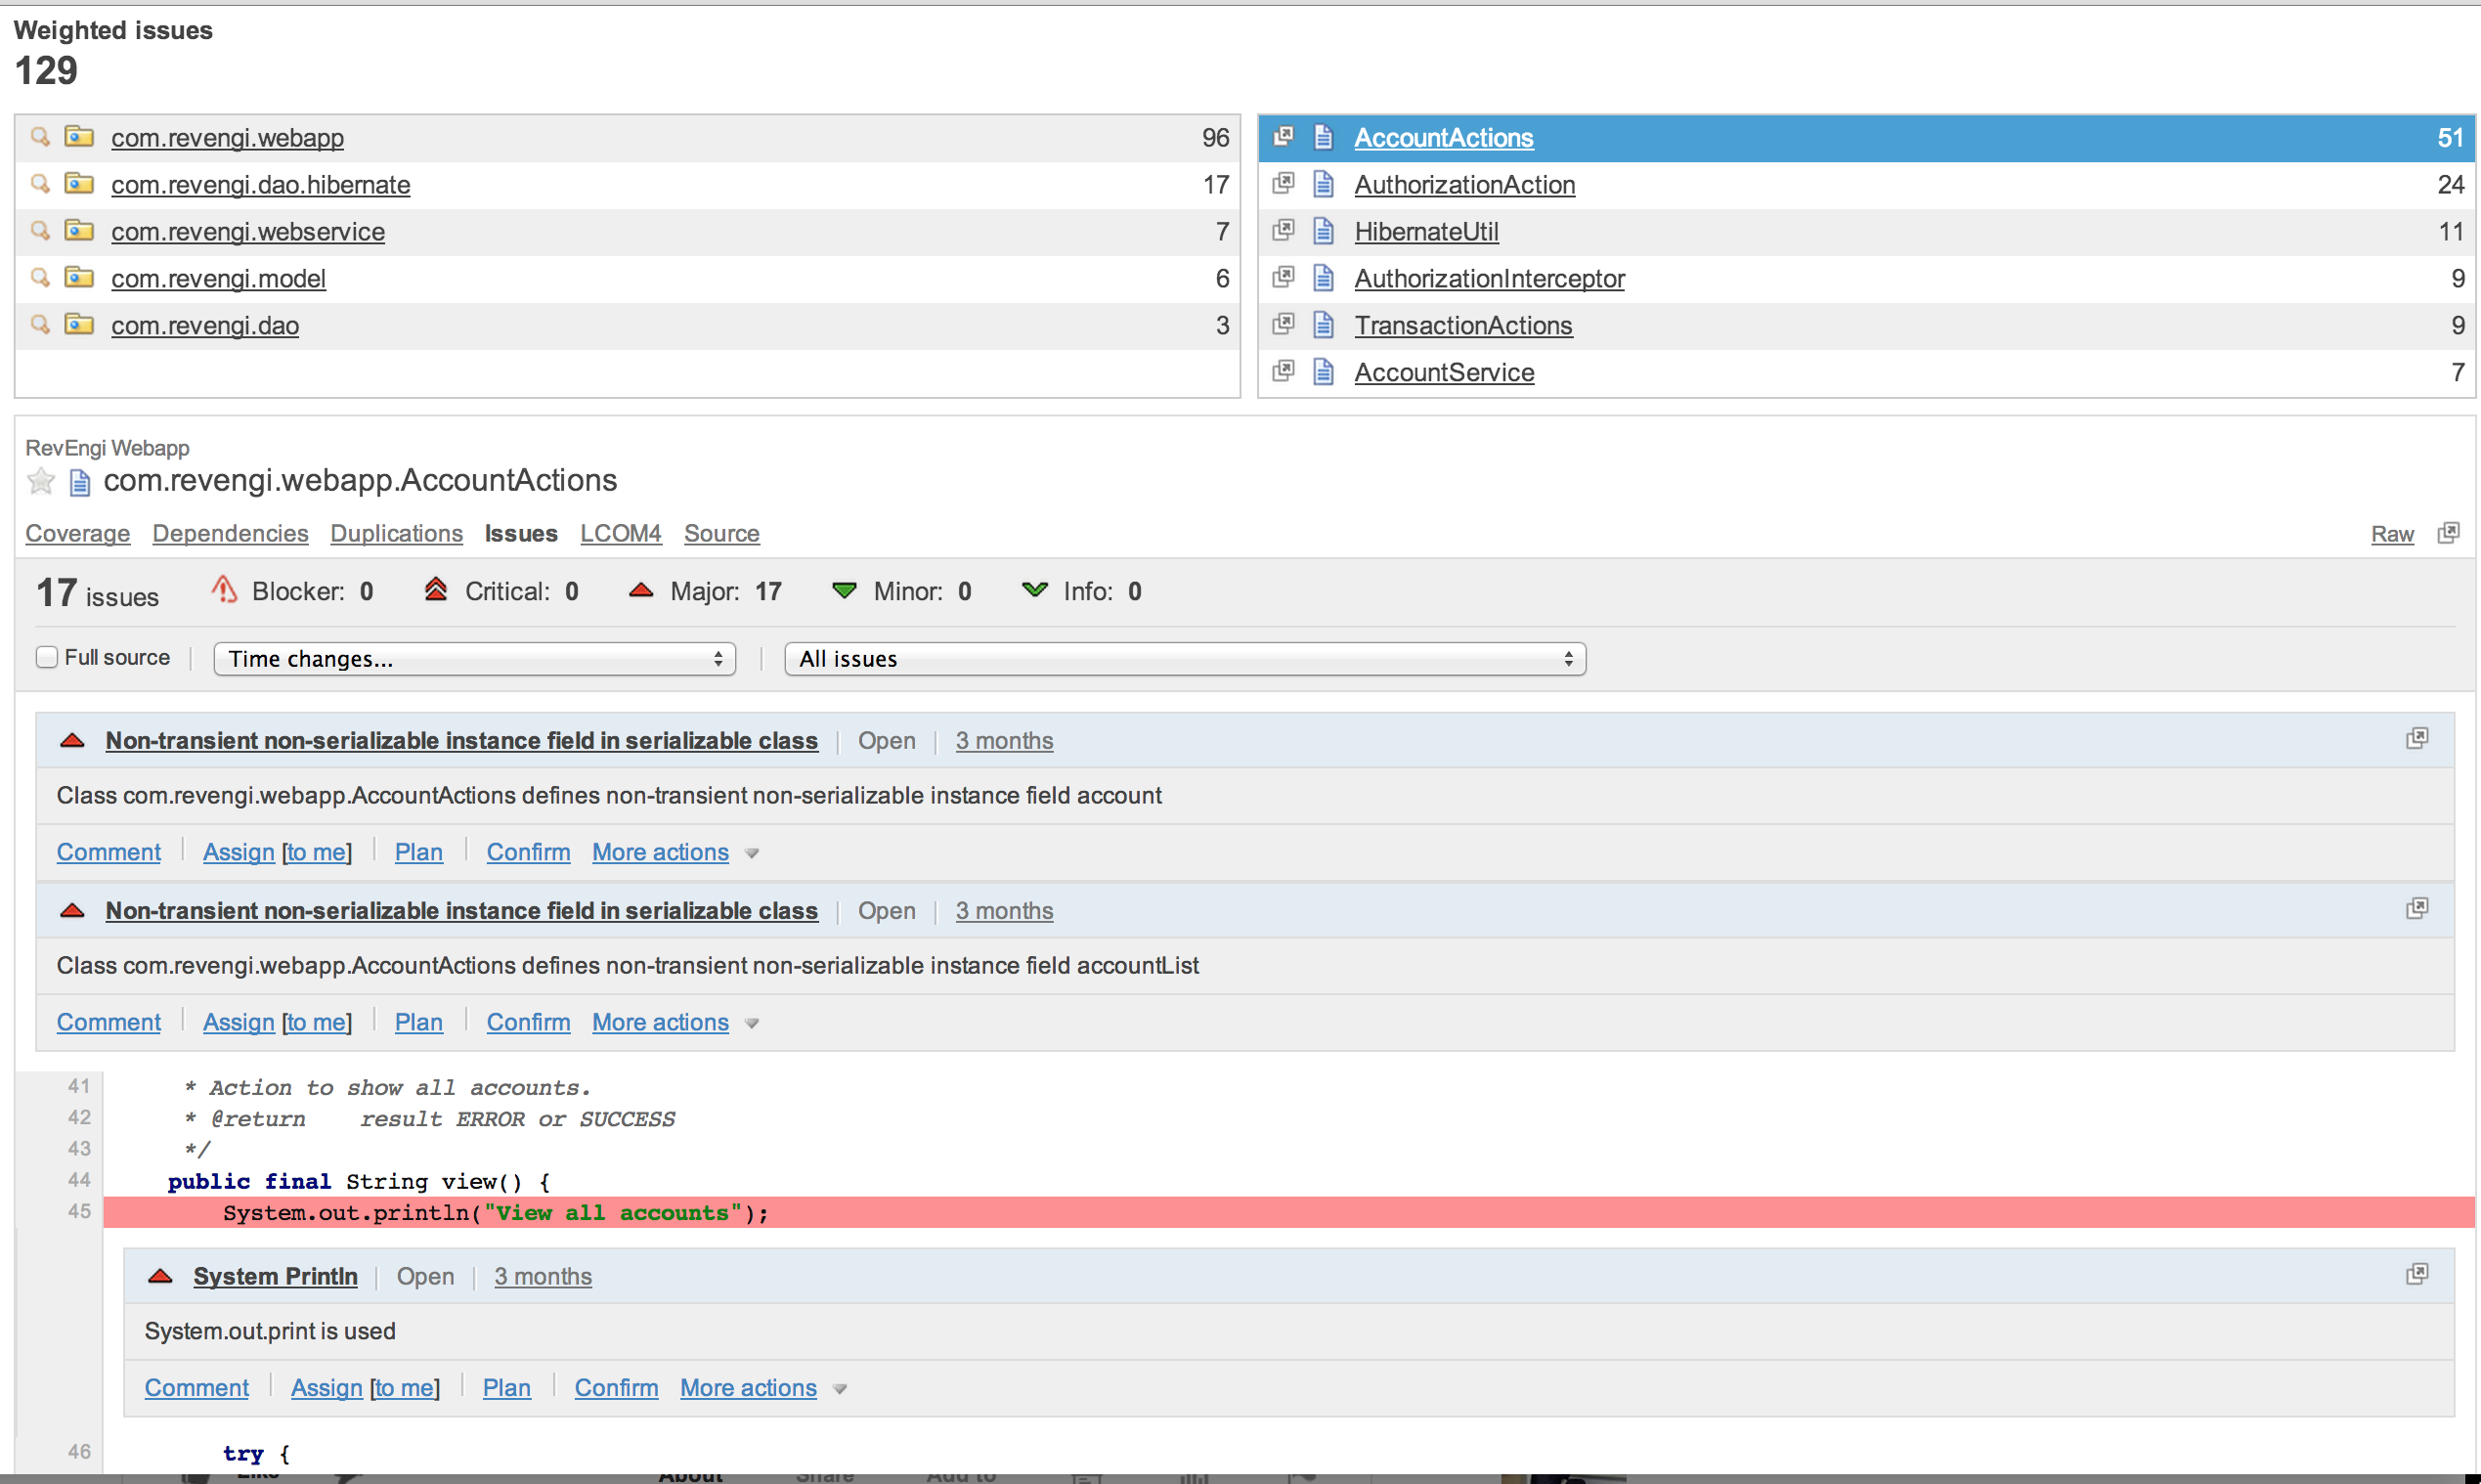 Weighted issues
129
com.revengi.webapp 96
com.revengi.dao.hibernate 17
com.revengi.webservice 7
com.revengi.model 6
com.revengi.dao 3
AccountActions 51
AuthorizationAction 24
HibernateUtil 11
AuthorizationInterceptor 9
TransactionActions 9
AccountService 7
RevEngi Webapp
com.revengi.webapp.AccountActions
Coverage Dependencies Duplications Issues LCOM4 Source Raw
17 issues Blocker: 0 Critical: 0 Major: 17 Minor: 0 Info: 0
Full source Time changes... All issues
Non-transient non-serializable instance field in serializable class Open 3 months
Class com.revengi.webapp.AccountActions defines non-transient non-serializable instance field account
Comment Assign [to me] Plan Confirm More actions
Non-transient non-serializable instance field in serializable class Open 3 months
Class com.revengi.webapp.AccountActions defines non-transient non-serializable instance field accountList
Comment Assign [to me] Plan Confirm More actions
41 * Action to show all accounts.
42 * @return result ERROR or SUCCESS
43 */
44 public final String view() {
45 System.out.println("View all accounts");
System Println Open 3 months
System.out.print is used
Comment Assign [to me] Plan Confirm More actions
46 try {
About Share Add to